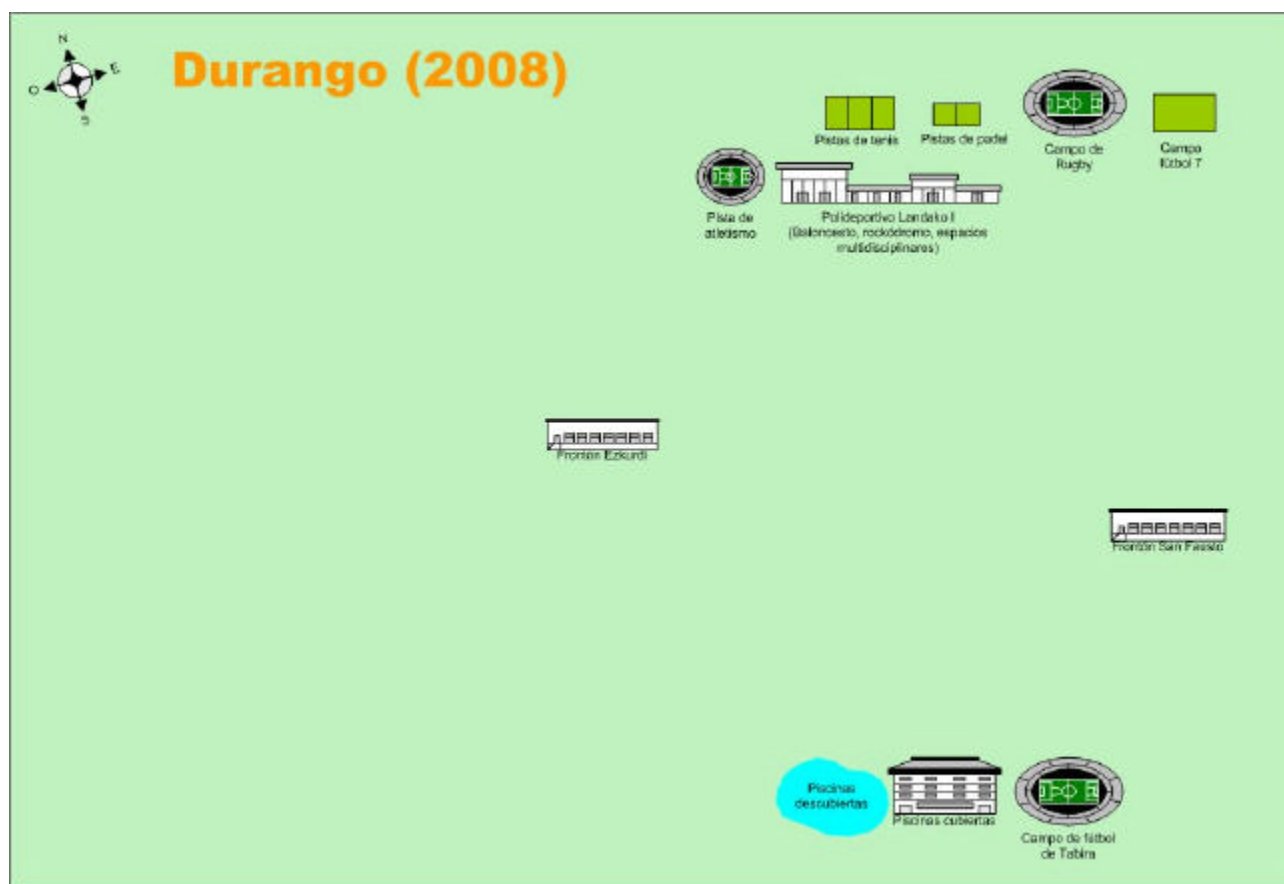 N
E
O
S
Durango (2008)
Pistas de tenis
Pistas de padel
Campo de
Rugby
Campo
fútbol 7
Pista de
atletismo
Polideportivo Landako I
(Baloncesto, rockódromo, espacios
multidisciplinares)
Frontón Ezkurdi
Frontón San Fausto
Piscinas
descubiertas
Piscinas cubiertas
Campo de fútbol
de Tabira